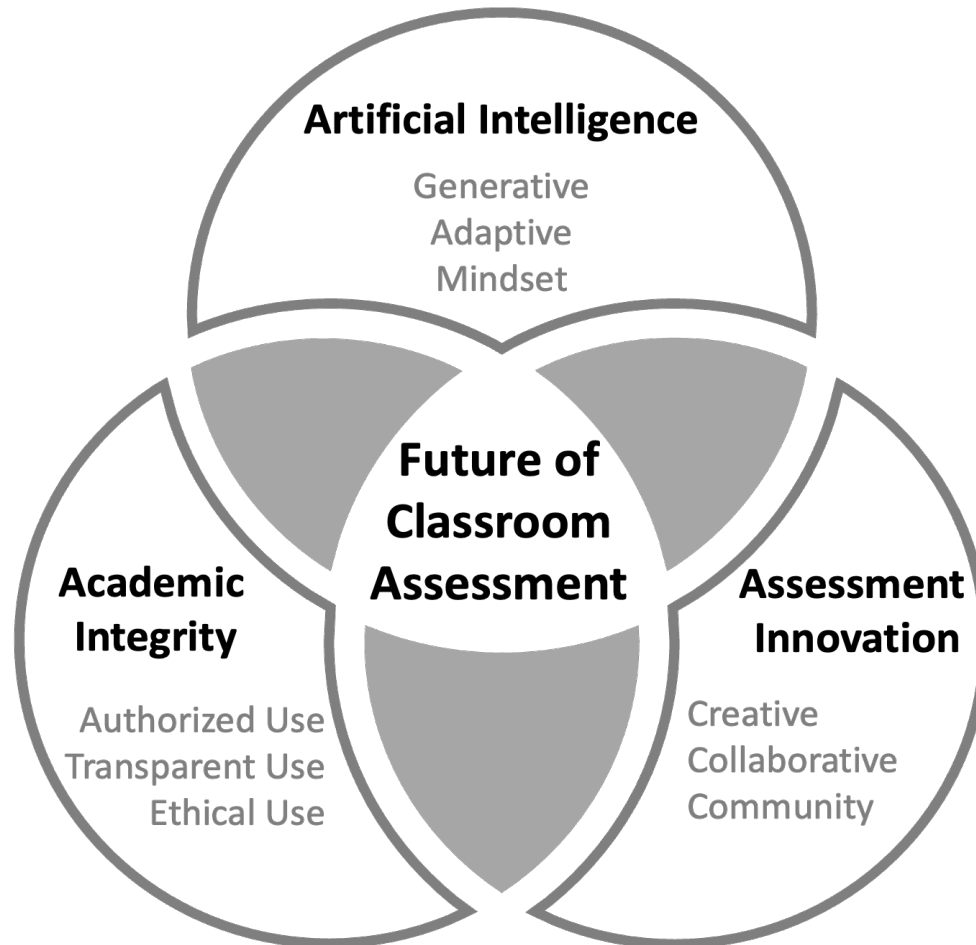 Artificial Intelligence
Generative
Adaptive
Mindset
Future of
Classroom
Assessment
Academic
Integrity
Authorized Use
Transparent Use
Ethical Use
Assessment
Innovation
Creative
Collaborative
Community